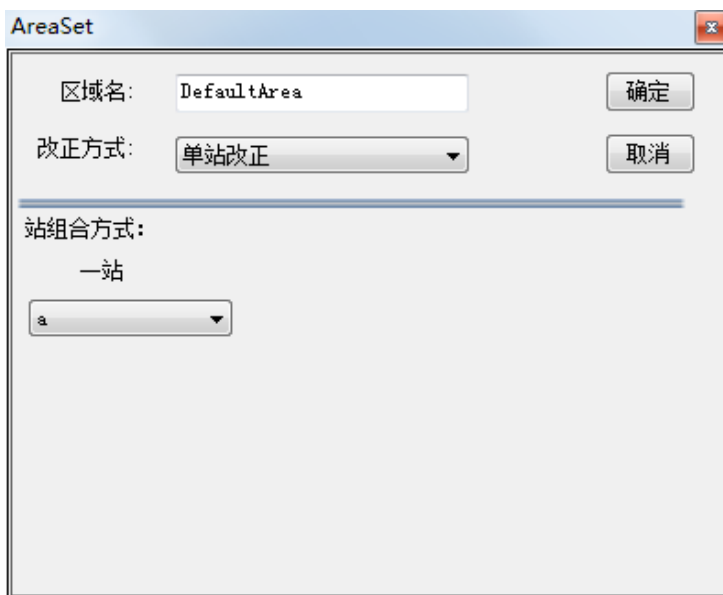 AreaSet
区域名: DefaultArea 确定
改正方式: 单站改正 取消
站组合方式:
一站
a